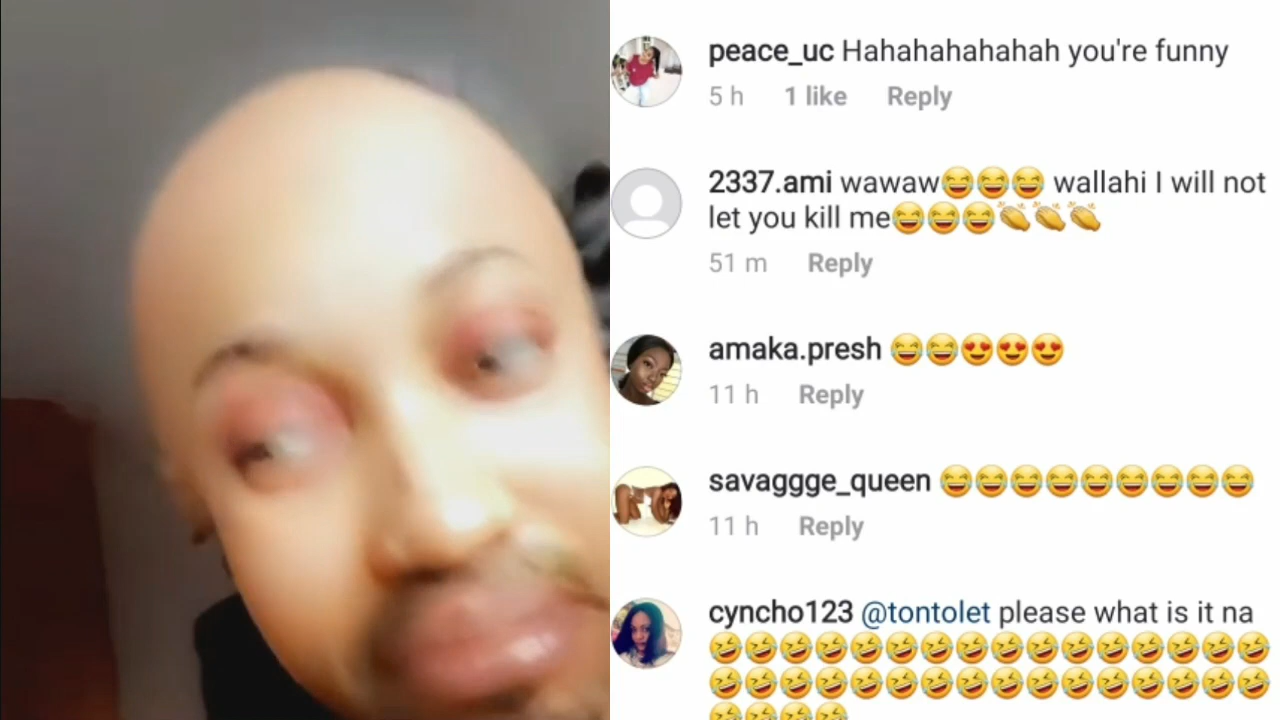 peace_uc Hahahahahahah you're funny
5 h 1 like Reply
2337.ami wawaw😂😂😂 wallahi I will not
let you kill me😂😂😂👏👏👏
51 m Reply
amaka.presh 😂😂😍😍😍
11 h Reply
savaggge_queen 😂😂😂😂😂😂😂😂😂
11 h Reply
cyncho123 @tontolet please what is it na
🤣🤣🤣🤣🤣🤣🤣🤣🤣🤣🤣🤣🤣🤣🤣🤣
🤣🤣🤣🤣🤣🤣🤣🤣🤣🤣🤣🤣🤣🤣🤣🤣
🤣🤣🤣🤣